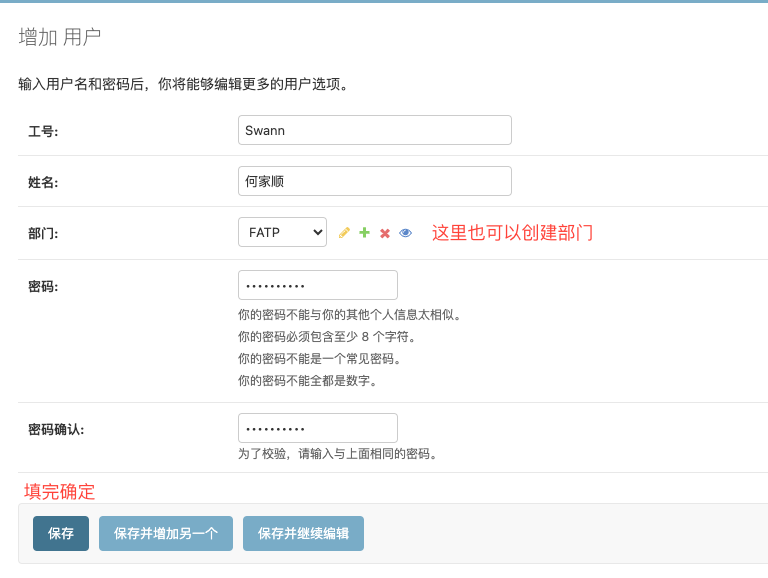 增加 用户
输入用户名和密码后，你将能够编辑更多的用户选项。
工号: Swann
姓名: 何家顺
部门: FATP 这里也可以创建部门
密码: ••••••••••
你的密码不能与你的其他个人信息太相似。
你的密码必须包含至少 8 个字符。
你的密码不能是一个常见密码。
你的密码不能全都是数字。
密码确认: ••••••••••
为了校验，请输入与上面相同的密码。
填完确定
保存 保存并增加另一个 保存并继续编辑